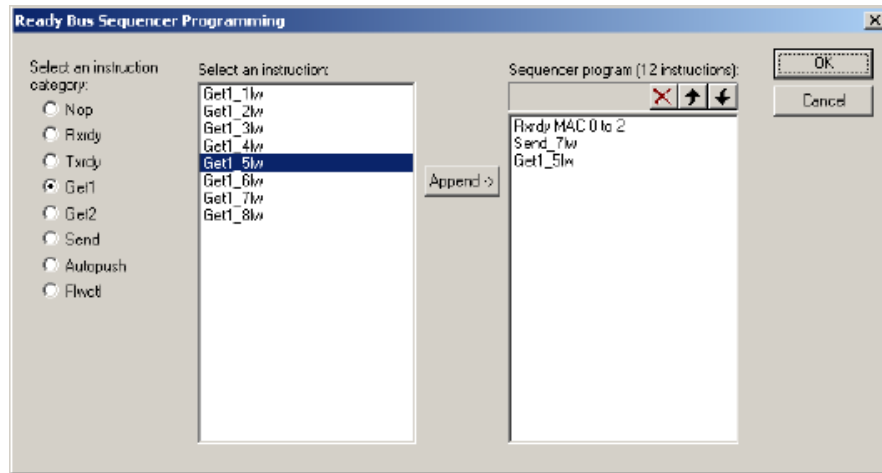 Ready Bus Sequencer Programming
Select an instruction
category:
Nop
Rxrdy
Txrdy
Get1
Get2
Send
Autopush
Flwctl
Select an instruction:
Get1_1lw
Get1_2lw
Get1_3lw
Get1_4lw
Get1_5lw
Get1_6lw
Get1_7lw
Get1_8lw
Append ->
Sequencer program (12 instructions):
Rxrdy MAC 0 to 2
Send_7lw
Get1_5lw
OK
Cancel